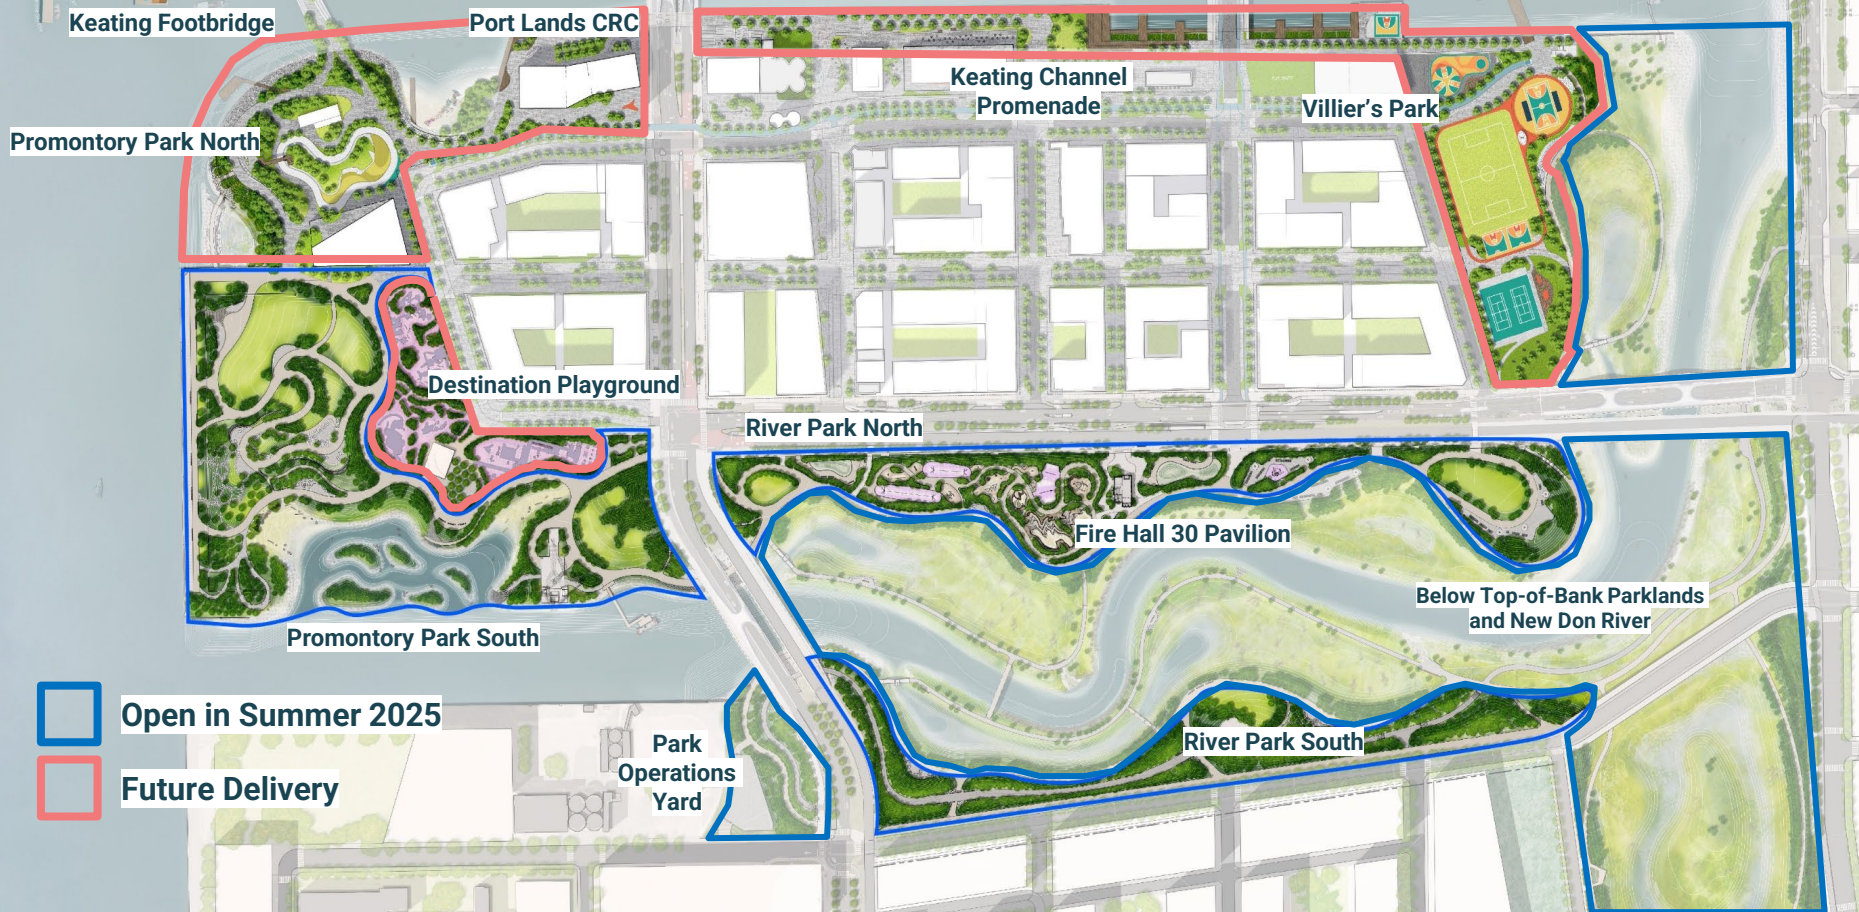 Keating Footbridge
Port Lands CRC
Keating Channel
Promenade
Villier's Park
Promontory Park North
Destination Playground
River Park North
Fire Hall 30 Pavilion
Below Top-of-Bank Parklands
and New Don River
Promontory Park South
Open in Summer 2025
Park
Operations
Yard
River Park South
Future Delivery